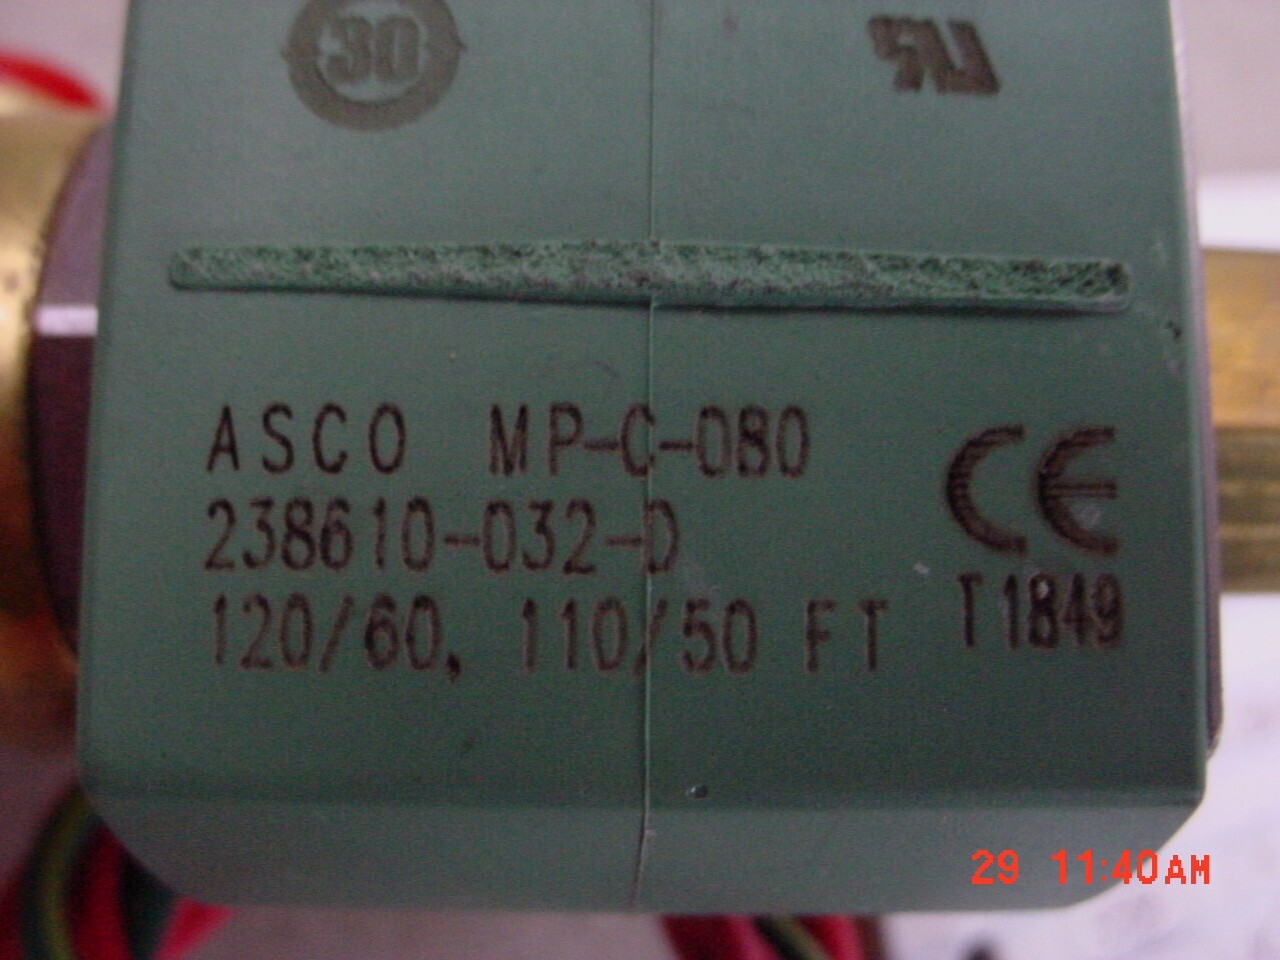 30
ASCO MP-C-080
238610-032-D
120/60, 110/50 FT
CE
T1849
29 11:40AM